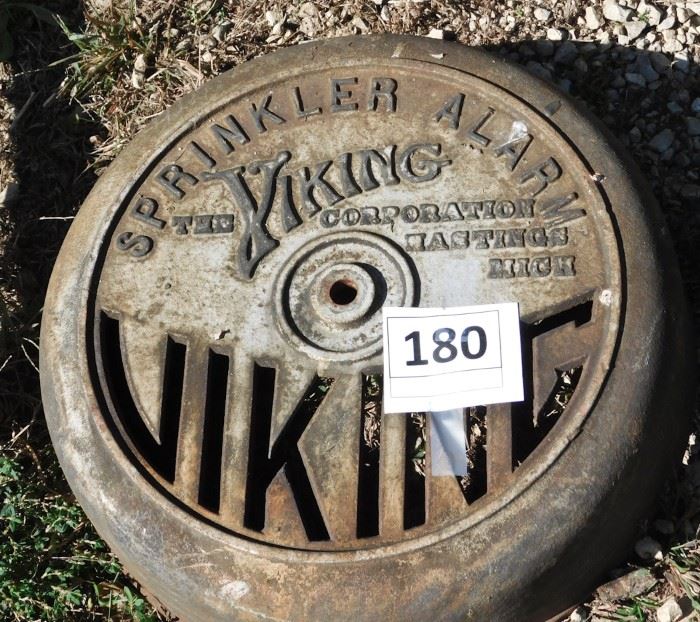 SPRINKLER ALARM
VIKING
THE CORPORATION
HASTINGS
MICH
180
VIKING